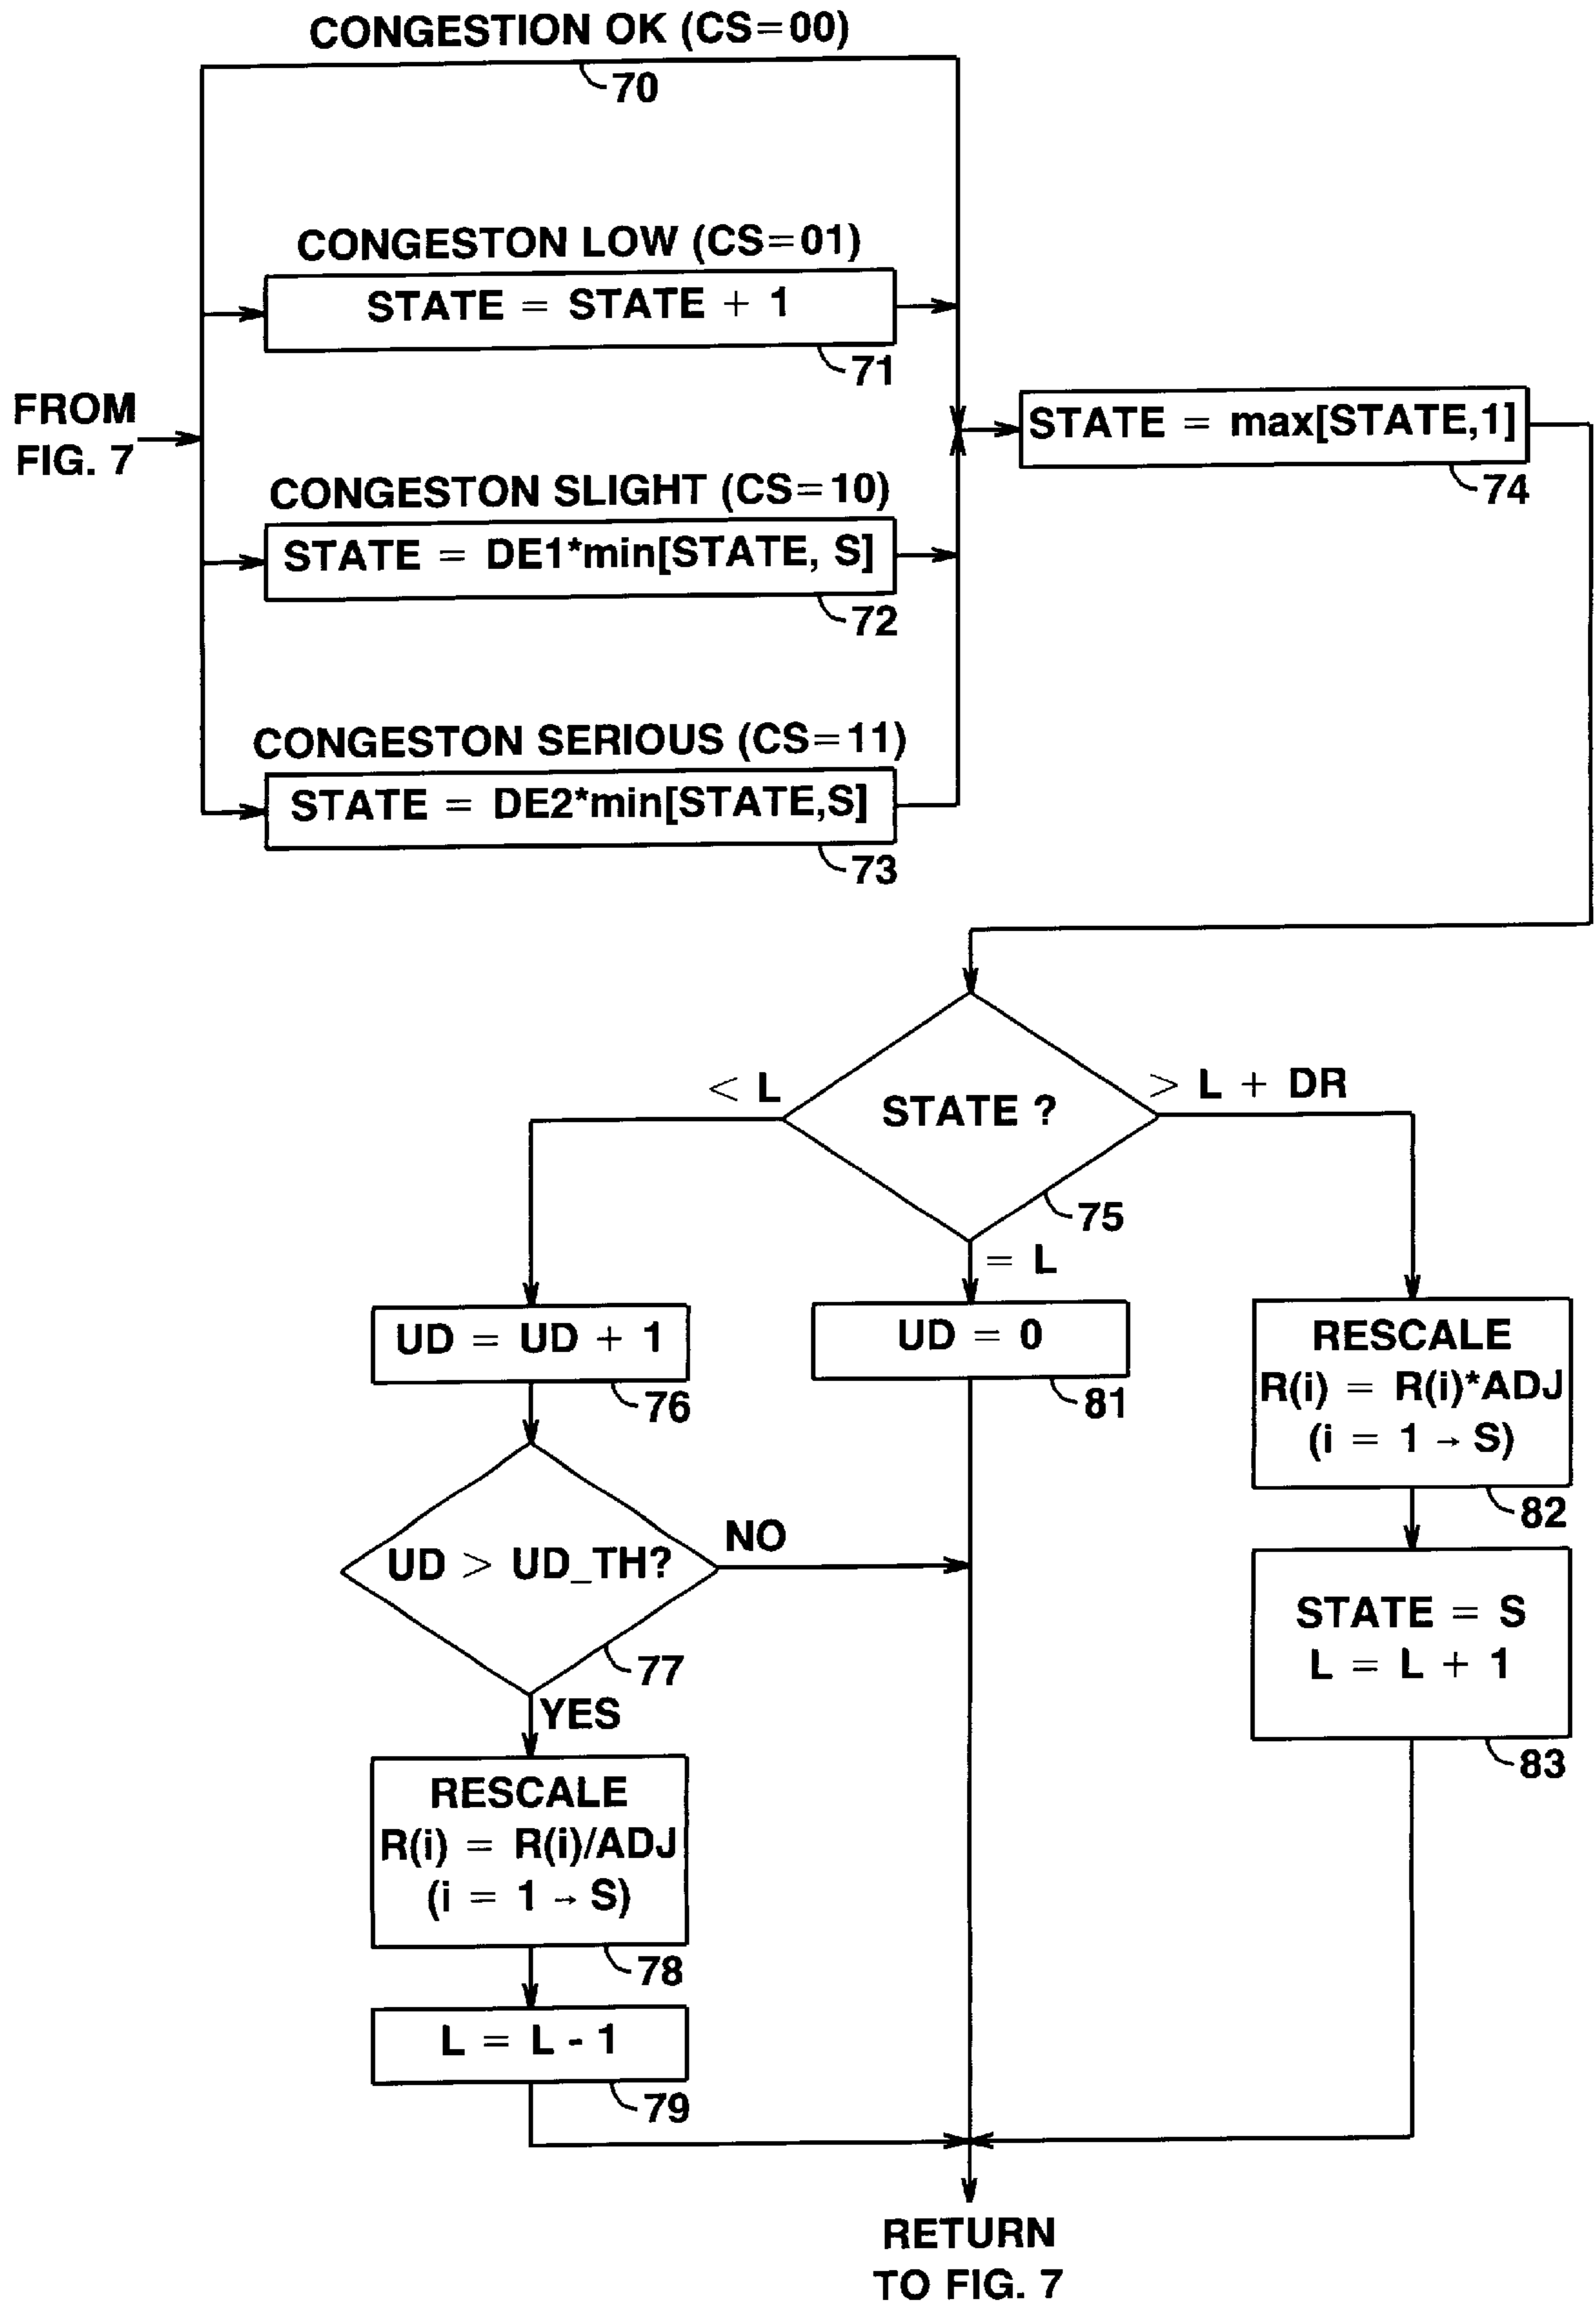 CONGESTION OK (CS=00)
70
CONGESTON LOW (CS=01)
STATE = STATE + 1
71
FROM
FIG. 7
STATE = max[STATE,1]
74
CONGESTON SLIGHT (CS=10)
STATE = DE1*min[STATE, S]
72
CONGESTON SERIOUS (CS=11)
STATE = DE2*min[STATE,S]
73
< L
STATE ?
> L + DR
75
= L
UD = UD + 1
76
UD = 0
81
RESCALE
R(i) = R(i)*ADJ
(i = 1 → S)
82
UD > UD_TH?
NO
77
YES
STATE = S
L = L + 1
83
RESCALE
R(i) = R(i)/ADJ
(i = 1 → S)
78
L = L - 1
79
RETURN
TO FIG. 7